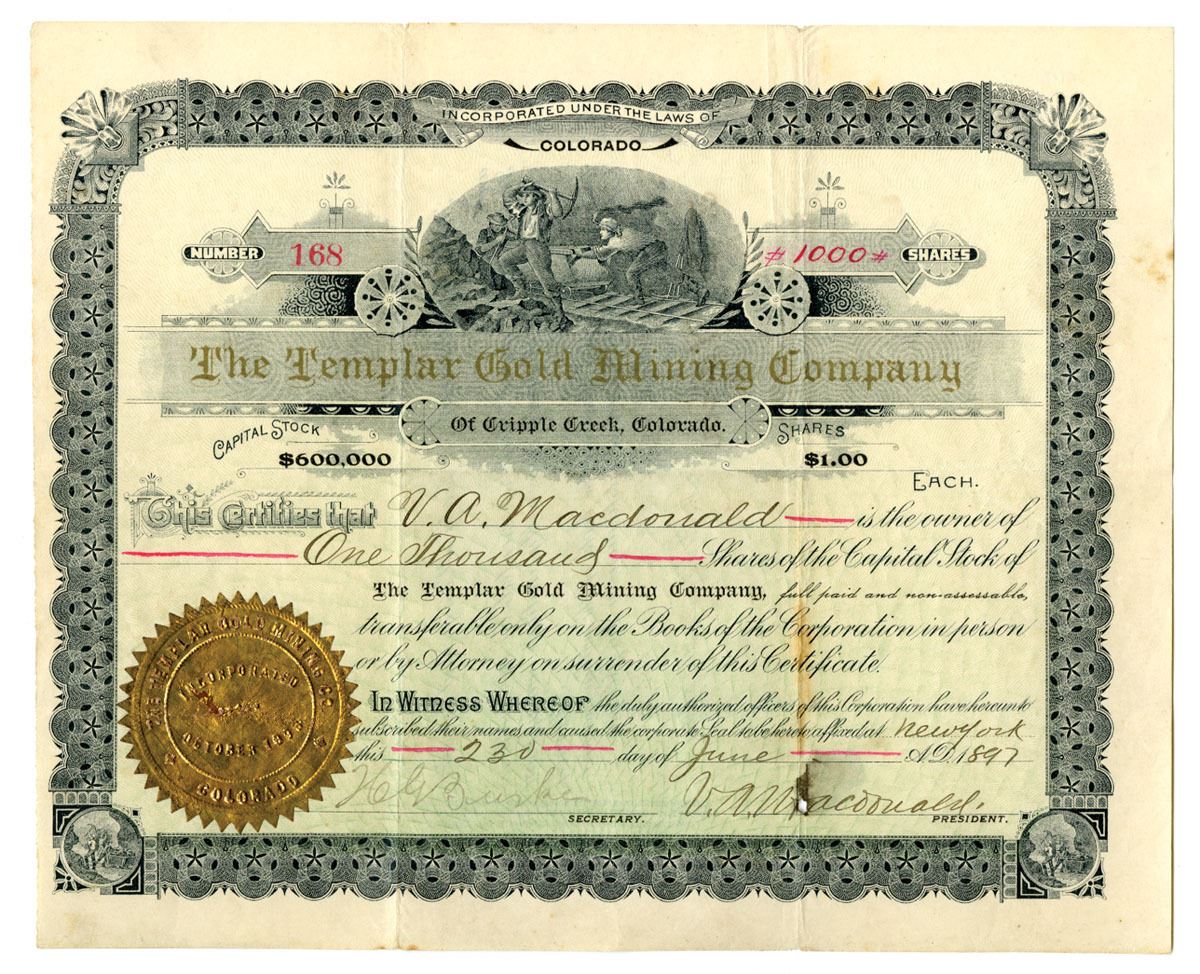 INCORPORATED UNDER THE LAWS OF
COLORADO
NUMBER 168
# 1000 # SHARES
The Templar Gold Mining Company
Of Cripple Creek, Colorado.
CAPITAL STOCK
$600,000
SHARES
$1.00
EACH.
This Certifies that V. A. Macdonald is the owner of
One Thousand Shares of the Capital Stock of
The Templar Gold Mining Company, full paid and non-assessable,
transferable only on the Books of the Corporation in person
or by Attorney on surrender of this Certificate.
IN WITNESS WHEREOF the duly authorized officers of this Corporation have hereunto
subscribed their names and caused the corporate Seal to be hereto affixed at New York
this 23d day of June A.D. 1897
V. A. Macdonald.
SECRETARY.
PRESIDENT.
THE TEMPLAR GOLD MINING CO.
INCORPORATED
OCTOBER
COLORADO